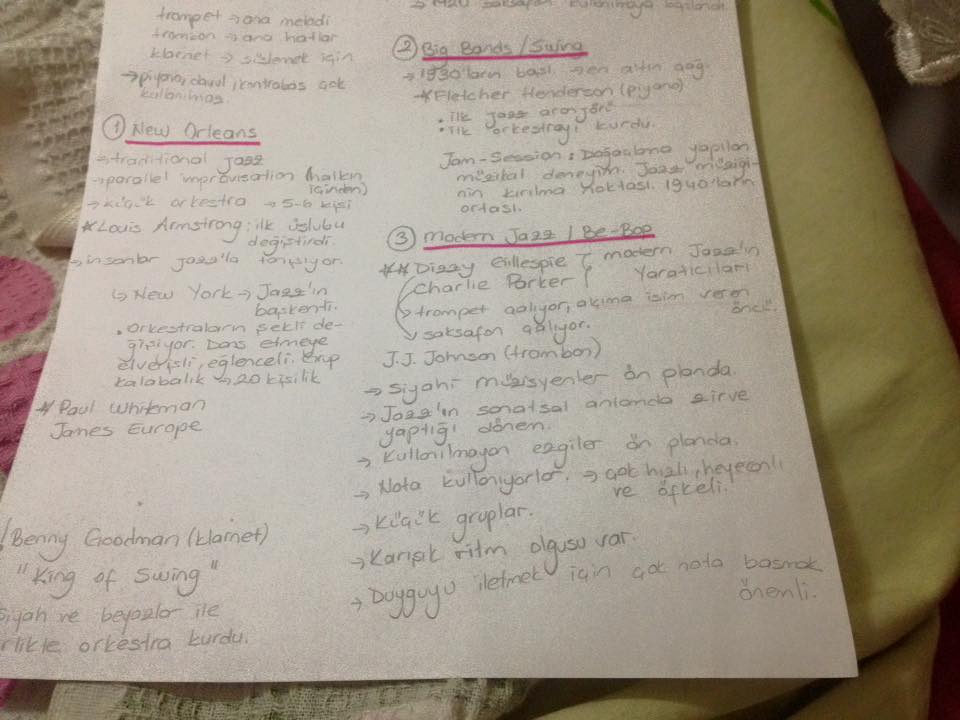 trompet → ana melodi
trombon → ana hatlar
klarnet → süslemek için
→ piyano, davul, kontrabas çok
kullanılmaz.
① New Orleans
→ traditional jazz
→ parallel improvisation (halkın
içinden)
→ küçük orkestra → 5-6 kişi
* Louis Armstrong: ilk üslubu
değiştirdi.
→ insanlar jazz'la tanışıyor.
↳ New York → Jazz'ın
başkenti.
• Orkestraların şekli de-
ğişiyor. Dans etmeye
elverişli, eğlenceli. Grup
kalabalık → 20 kişilik
* Paul Whiteman
James Europe
Benny Goodman (klarnet)
"King of Swing"
siyah ve beyazlar ile
birlikte orkestra kurdu.
saksafon kullanılmaya
② Big Bands / Swing
→ 1930'ların başı. → en altın çağ.
* Fletcher Henderson (piyano)
• ilk jazz aranjörü
• ilk orkestrayı kurdu.
Jam-Session: Doğaçlama yapılan
müzikal deneyim. Jazz müziği-
nin kırılma noktası. 1940'ların
ortası.
③ Modern Jazz / Be-Bop
** Dizzy Gillespie } modern Jazz'ın
Charlie Parker } Yaratıcıları
→ trompet çalıyor, akıma isim veren
öncü.
↘ saksafon çalıyor.
J.J. Johnson (trombon)
→ Siyahi müzisyenler ön planda.
→ Jazz'ın sanatsal anlamda zirve
yaptığı dönem.
→ Kullanılmayan ezgiler ön planda.
→ Nota kullanıyorlar. → çok hızlı, heyecanlı
ve öfkeli.
→ Küçük gruplar.
→ Karışık ritm olgusu var.
→ Duyguyu iletmek için çok nota basmak
önemli.